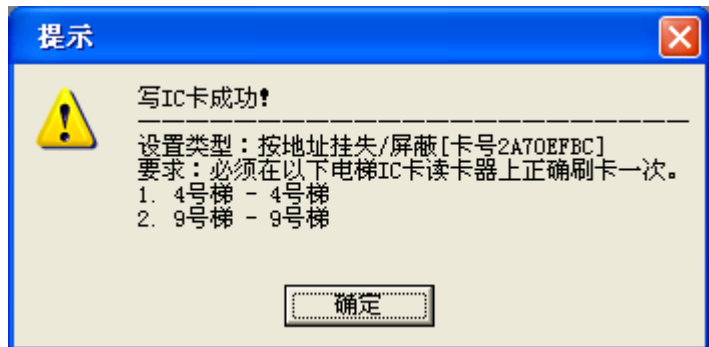 提示
写IC卡成功!
设置类型：按地址挂失/屏蔽[卡号2A70EFBC]
要求：必须在以下电梯IC卡读卡器上正确刷卡一次。
1. 4号梯 - 4号梯
2. 9号梯 - 9号梯
确定